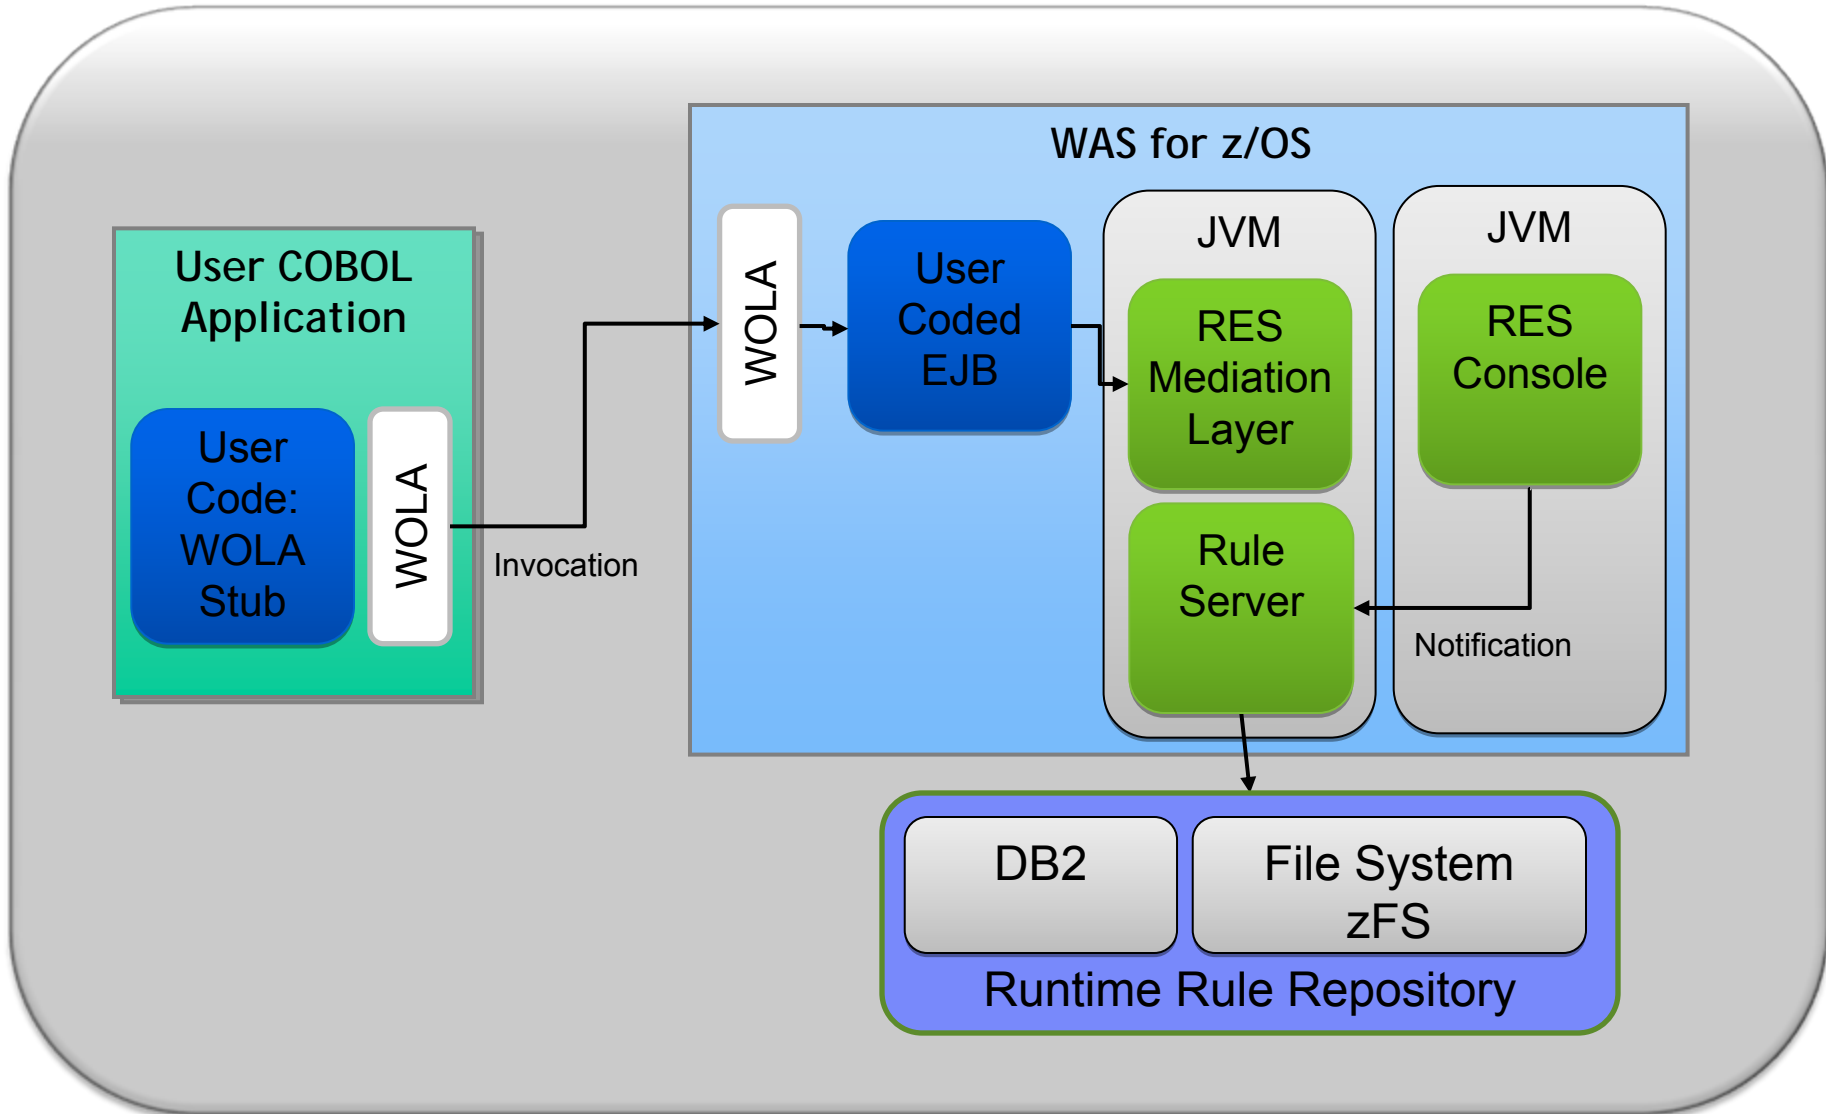 WAS for z/OS
User COBOL
Application
User
Code:
WOLA
Stub
WOLA
Invocation
WOLA
User
Coded
EJB
JVM
RES
Mediation
Layer
Rule
Server
JVM
RES
Console
Notification
DB2
File System
zFS
Runtime Rule Repository